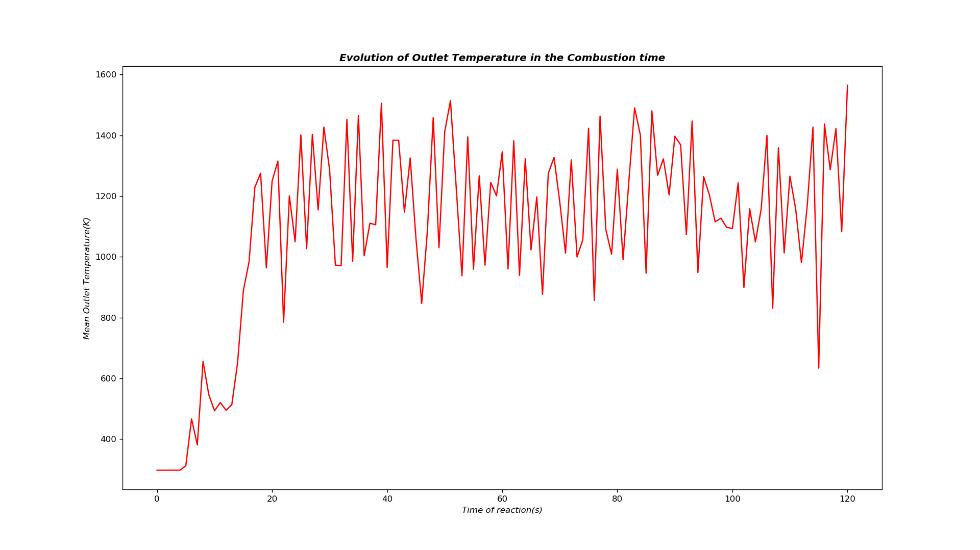 Evolution of Outlet Temperature in the Combustion time
1600
1400
1200
1000
800
600
400
Mean Outlet Temperature(K)
0 20 40 60 80 100 120
Time of reaction(s)